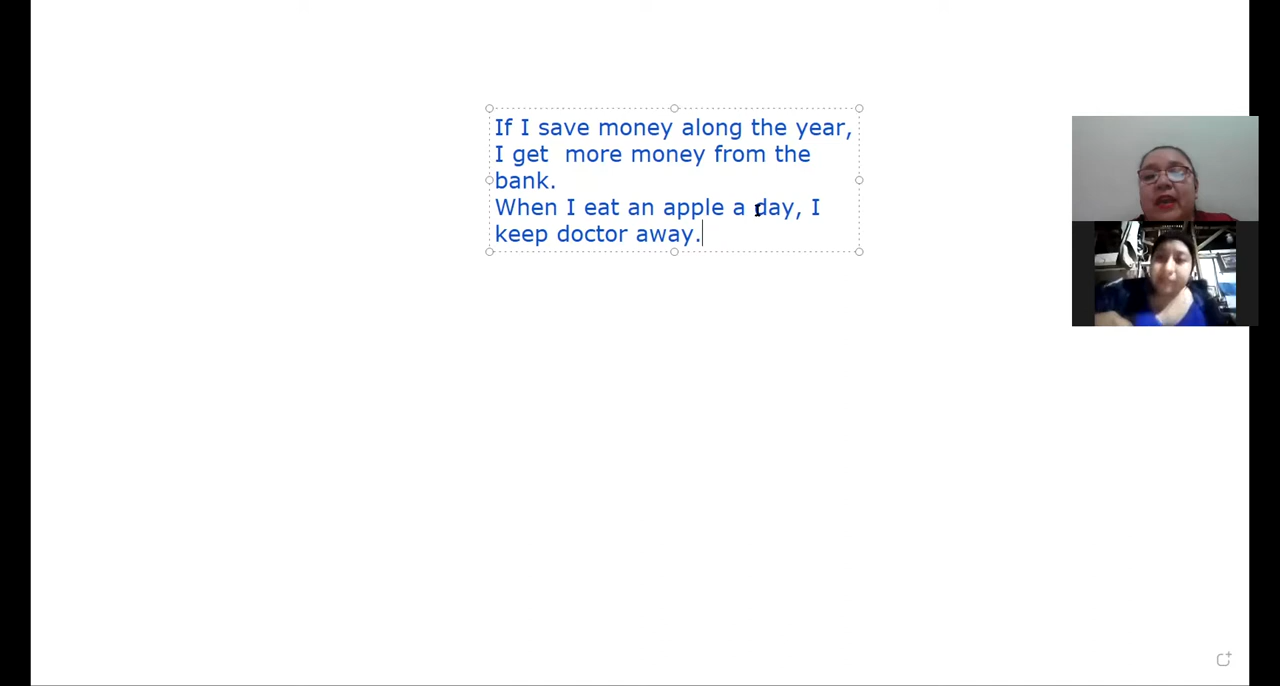 If I save money along the year,
I get  more money from the
bank.
When I eat an apple a day, I
keep doctor away.